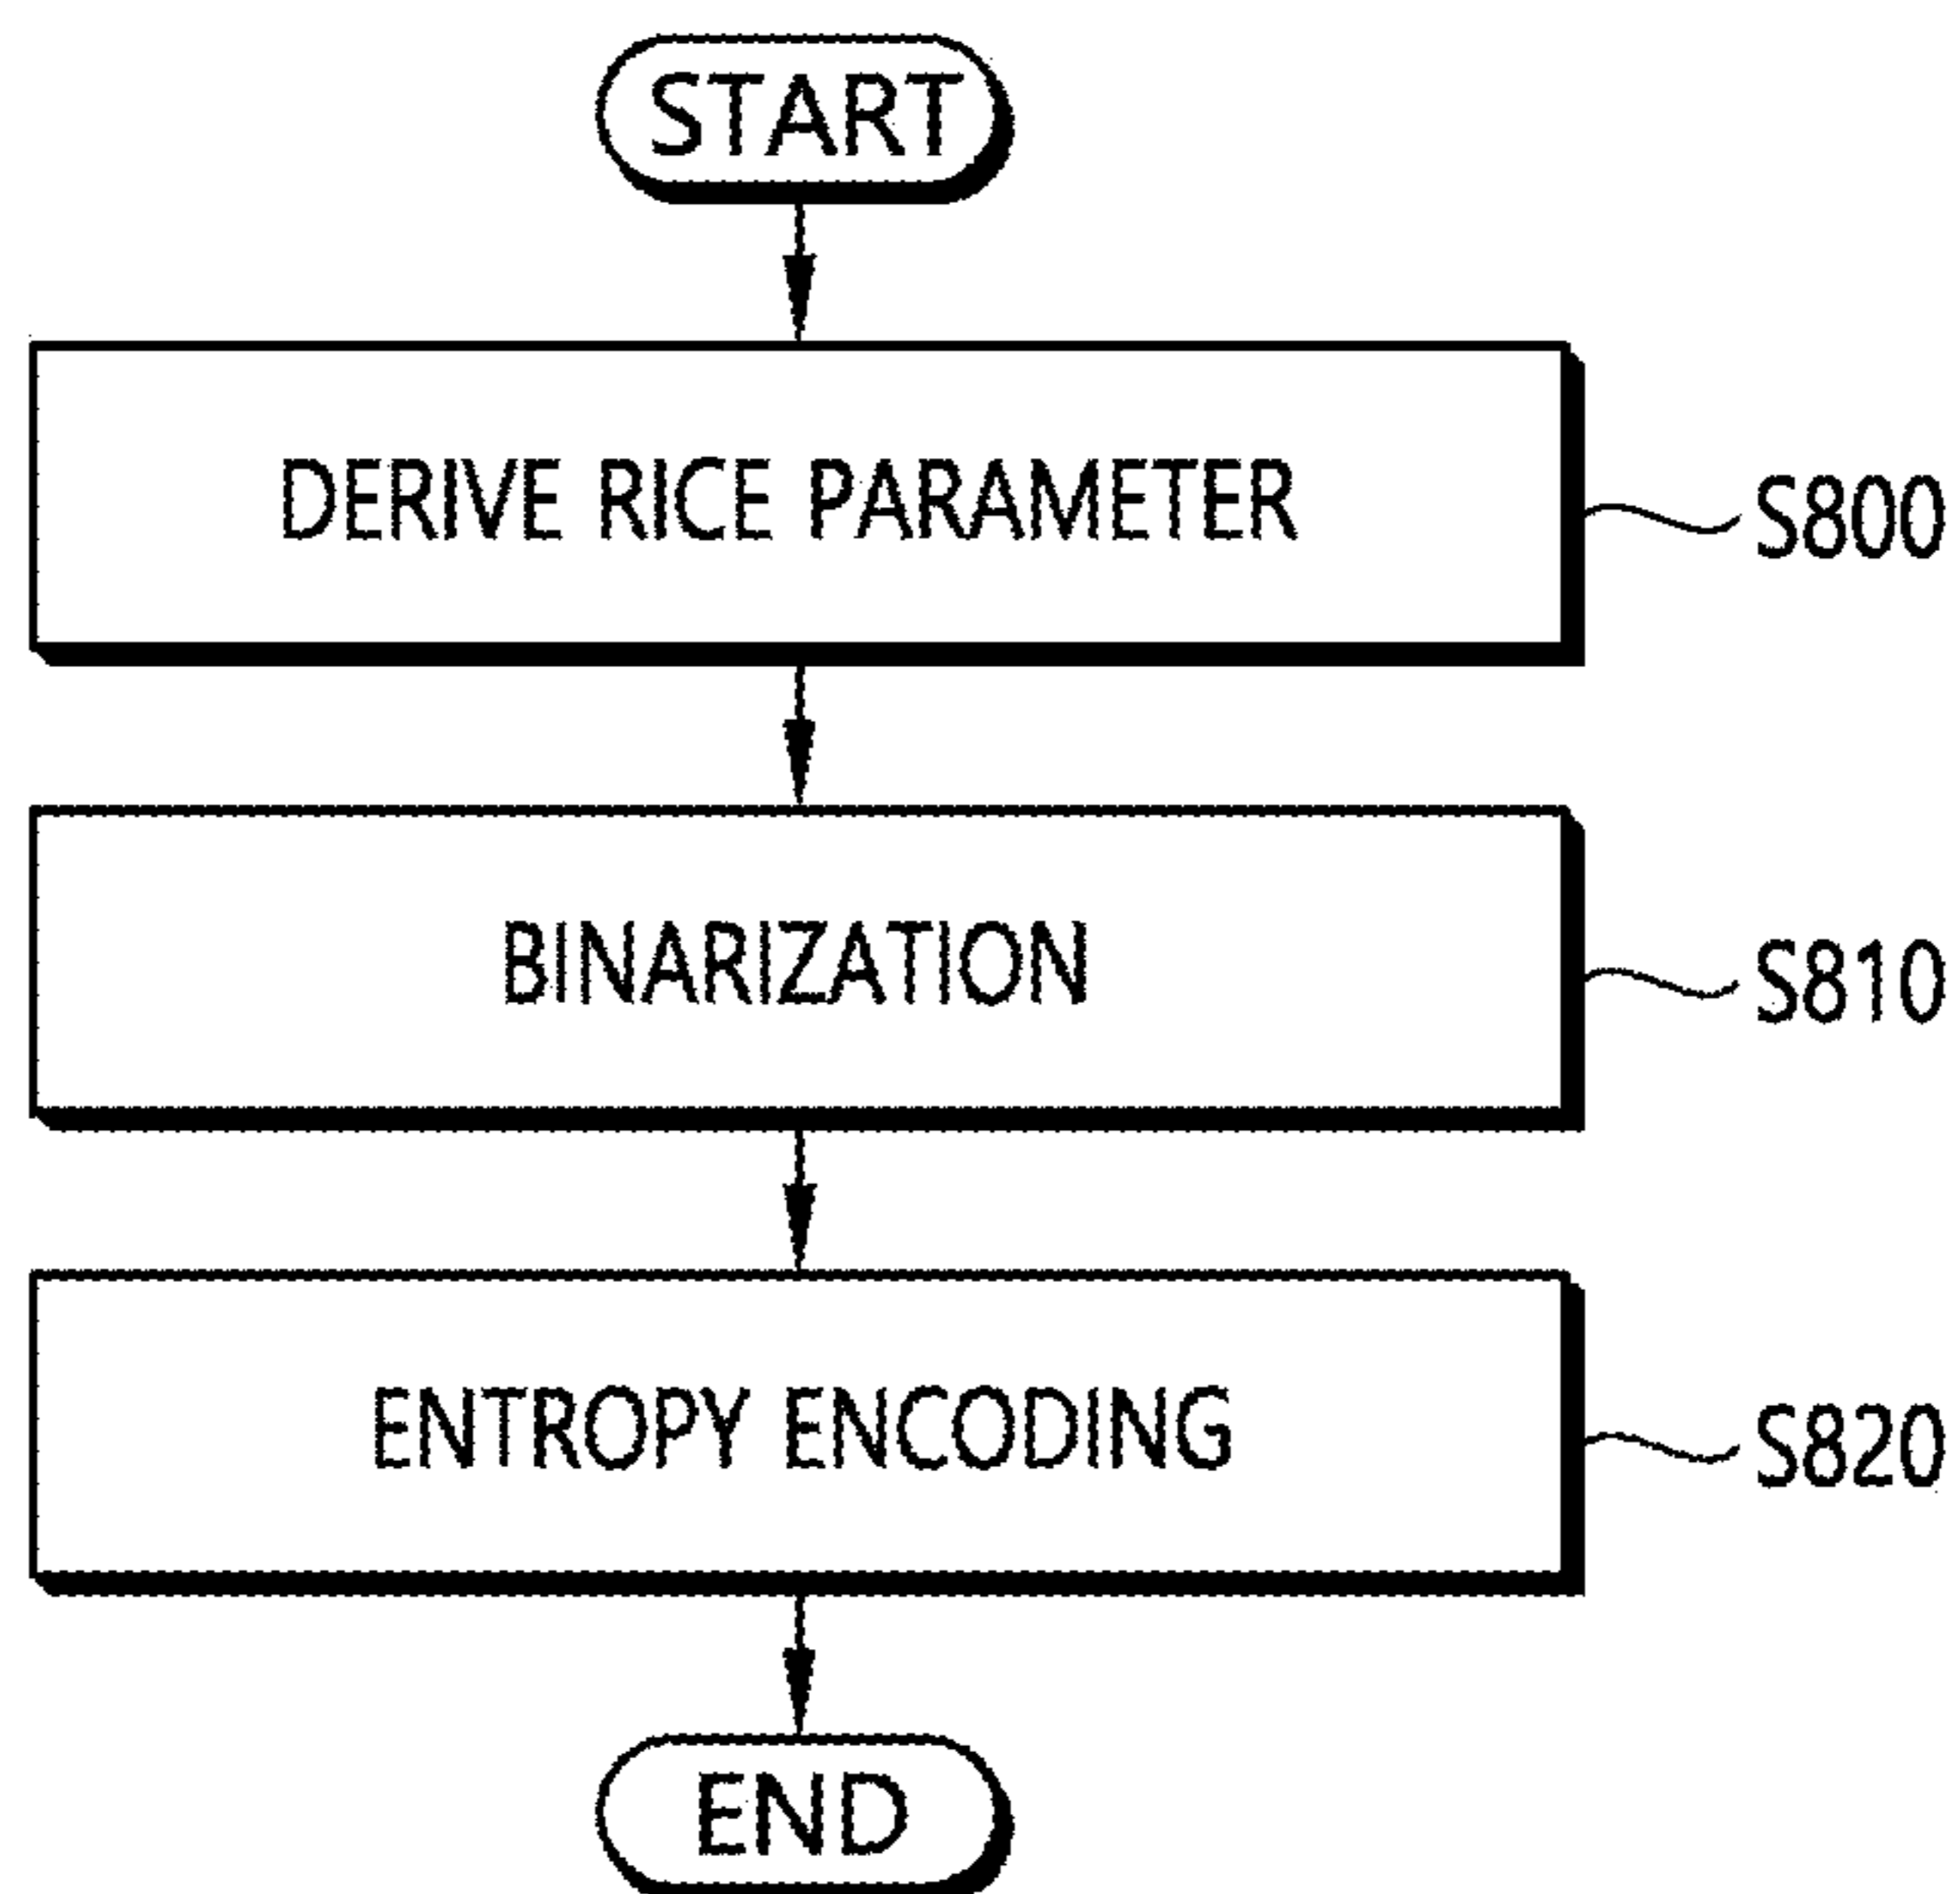 START
DERIVE RICE PARAMETER
S800
BINARIZATION
S810
ENTROPY ENCODING
S820
END